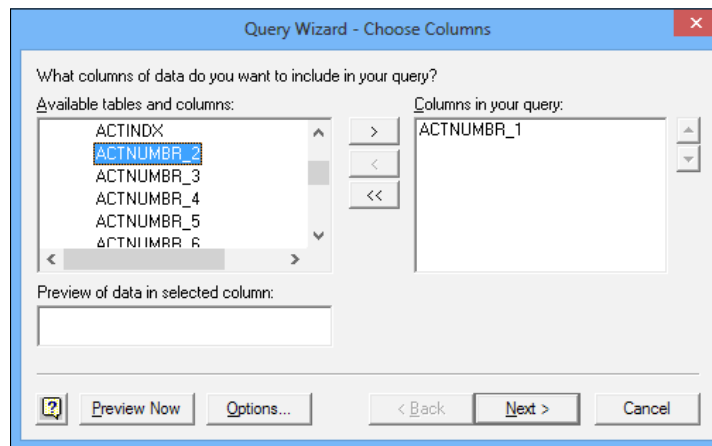 Query Wizard - Choose Columns
What columns of data do you want to include in your query?
Available tables and columns:
Columns in your query:
ACTINDX
ACTNUMBR_2
ACTNUMBR_3
ACTNUMBR_4
ACTNUMBR_5
ACTNUMBR_6
>
<
<<
ACTNUMBR_1
Preview of data in selected column:
Preview Now
Options...
< Back
Next >
Cancel